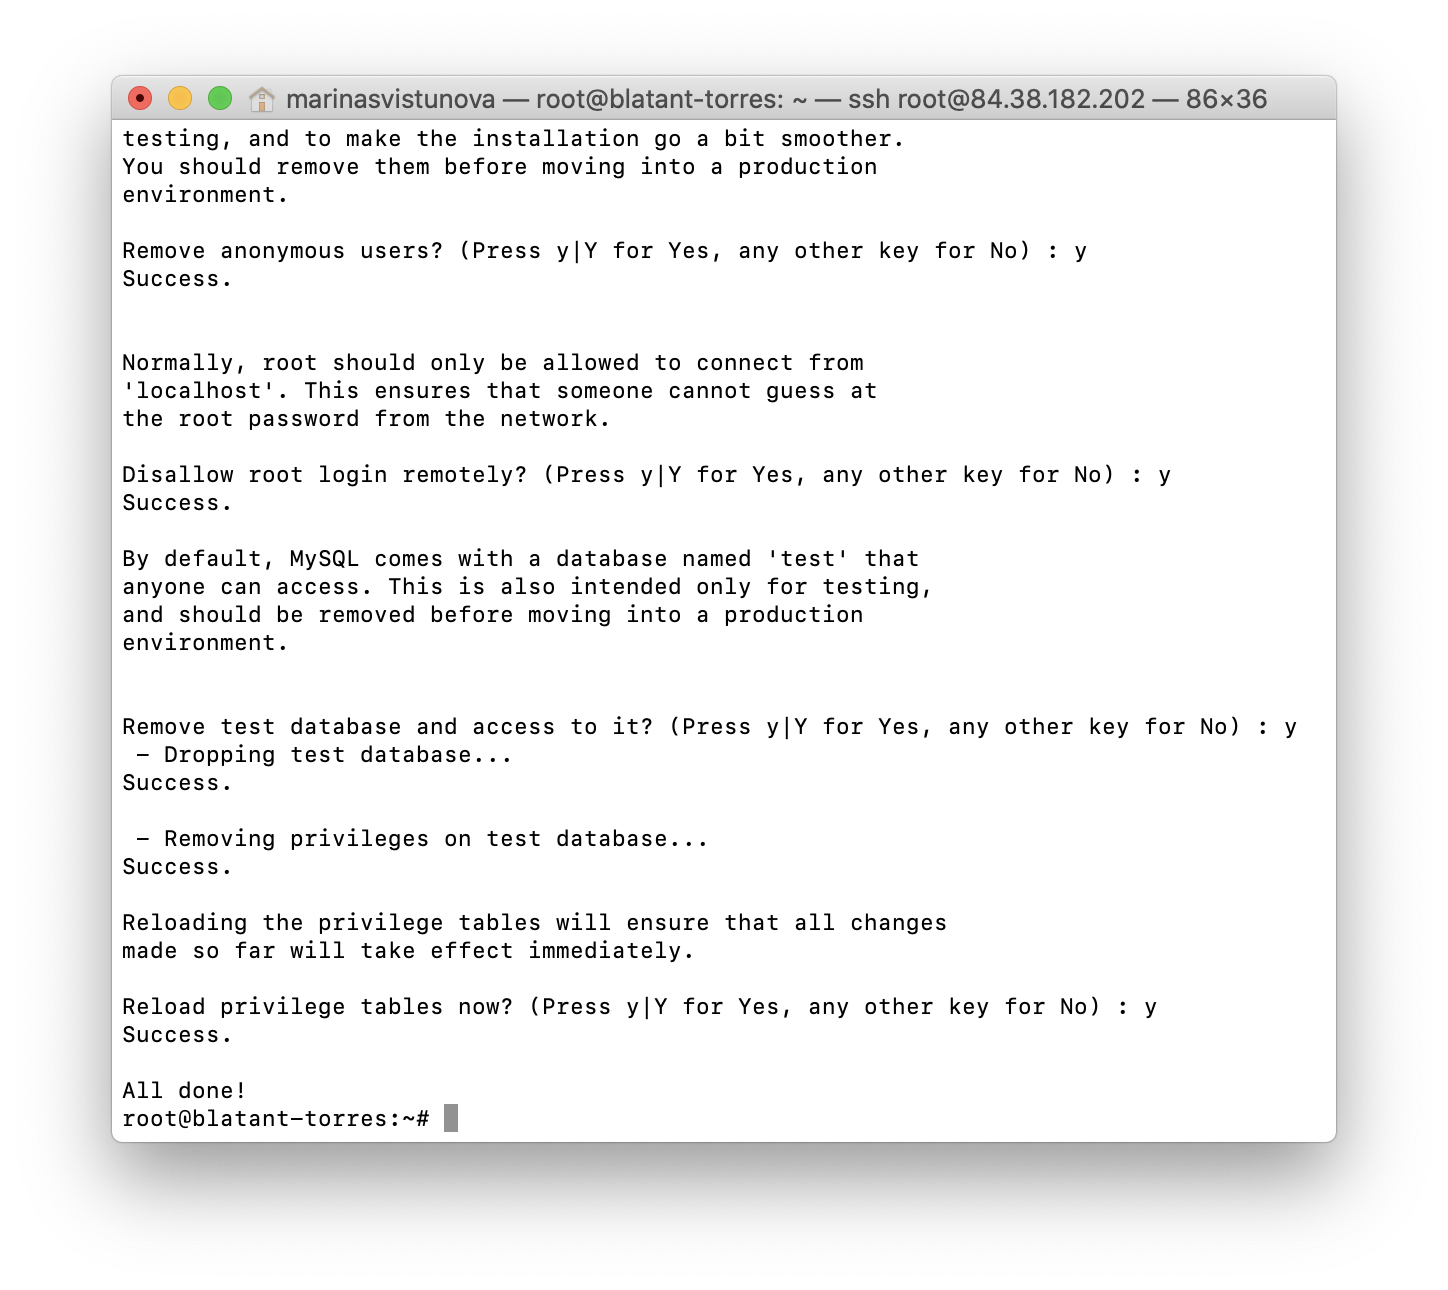 marinasvistunova — root@blatant-torres: ~ — ssh root@84.38.182.202 — 86×36
testing, and to make the installation go a bit smoother.
You should remove them before moving into a production
environment.
Remove anonymous users? (Press y|Y for Yes, any other key for No) : y
Success.
Normally, root should only be allowed to connect from
'localhost'. This ensures that someone cannot guess at
the root password from the network.
Disallow root login remotely? (Press y|Y for Yes, any other key for No) : y
Success.
By default, MySQL comes with a database named 'test' that
anyone can access. This is also intended only for testing,
and should be removed before moving into a production
environment.
Remove test database and access to it? (Press y|Y for Yes, any other key for No) : y
 - Dropping test database...
Success.
 - Removing privileges on test database...
Success.
Reloading the privilege tables will ensure that all changes
made so far will take effect immediately.
Reload privilege tables now? (Press y|Y for Yes, any other key for No) : y
Success.
All done!
root@blatant-torres:~#